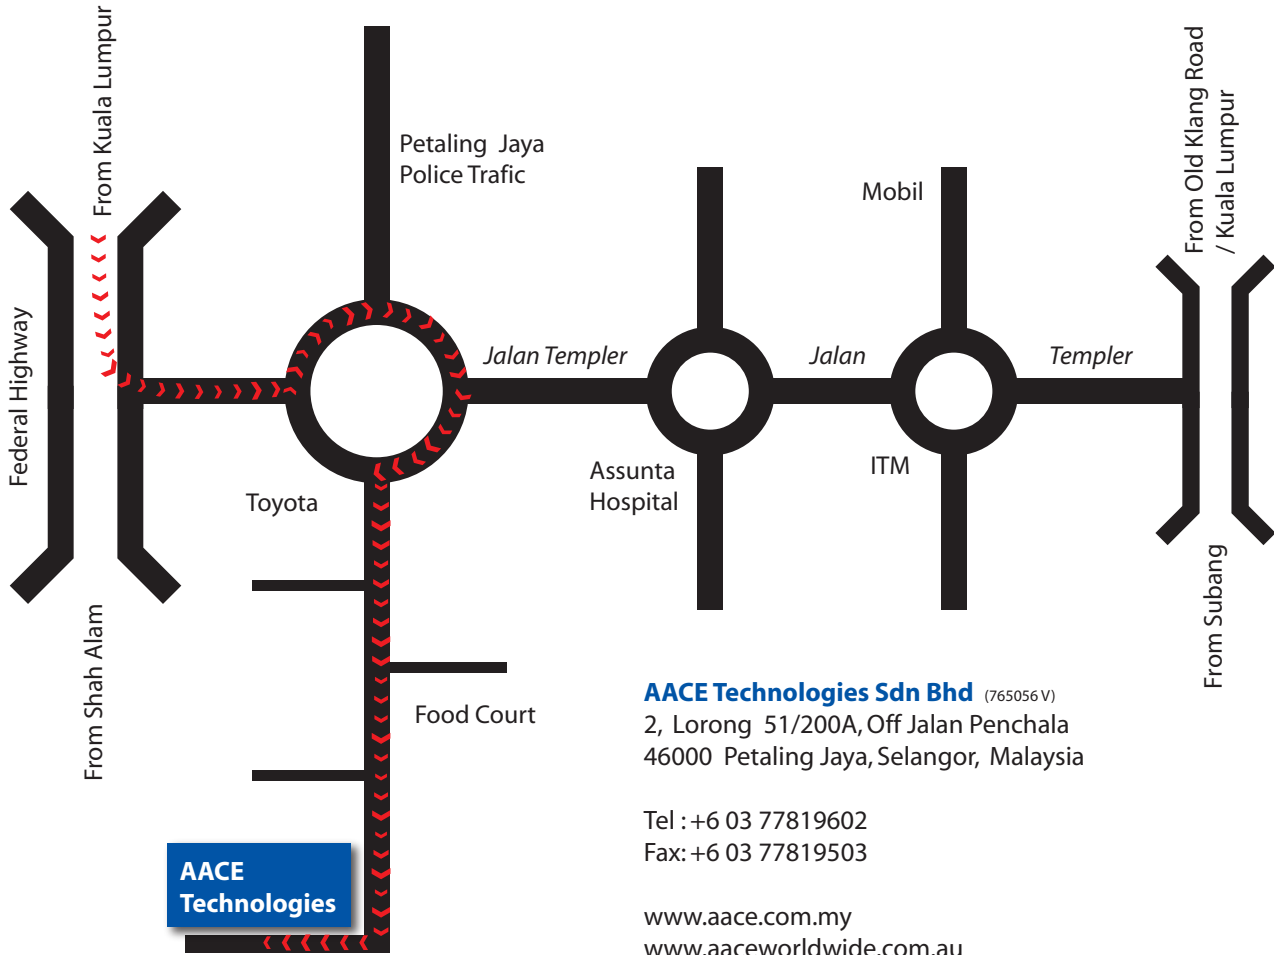 From Kuala Lumpur
Petaling Jaya
Police Trafic
Mobil
From Old Klang Road
/ Kuala Lumpur
Federal Highway
Jalan Templer
Jalan
Templer
Toyota
Assunta
Hospital
ITM
From Shah Alam
From Subang
Food Court
AACE Technologies Sdn Bhd (765056 V)
2, Lorong 51/200A, Off Jalan Penchala
46000 Petaling Jaya, Selangor, Malaysia
Tel : +6 03 77819602
Fax: +6 03 77819503
AACE
Technologies
www.aace.com.my
www.aaceworldwide.com.au